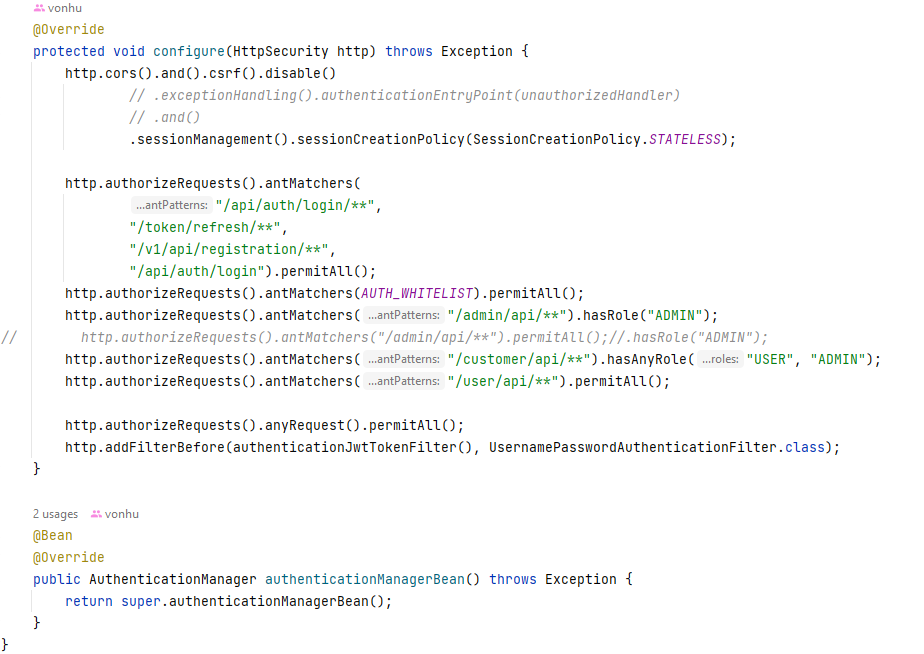 vonhu
@Override
protected void configure(HttpSecurity http) throws Exception {
http.cors().and().csrf().disable()
// .exceptionHandling().authenticationEntryPoint(unauthorizedHandler)
// .and()
.sessionManagement().sessionCreationPolicy(SessionCreationPolicy.STATELESS);
http.authorizeRequests().antMatchers(
...antPatterns: "/api/auth/login/**",
"/token/refresh/**",
"/v1/api/registration/**",
"/api/auth/login").permitAll();
http.authorizeRequests().antMatchers(AUTH_WHITELIST).permitAll();
http.authorizeRequests().antMatchers( ...antPatterns: "/admin/api/**").hasRole("ADMIN");
// http.authorizeRequests().antMatchers("/admin/api/**").permitAll();//.hasRole("ADMIN");
http.authorizeRequests().antMatchers( ...antPatterns: "/customer/api/**").hasAnyRole( ...roles: "USER", "ADMIN");
http.authorizeRequests().antMatchers( ...antPatterns: "/user/api/**").permitAll();
http.authorizeRequests().anyRequest().permitAll();
http.addFilterBefore(authenticationJwtTokenFilter(), UsernamePasswordAuthenticationFilter.class);
}
2 usages vonhu
@Bean
@Override
public AuthenticationManager authenticationManagerBean() throws Exception {
return super.authenticationManagerBean();
}
}